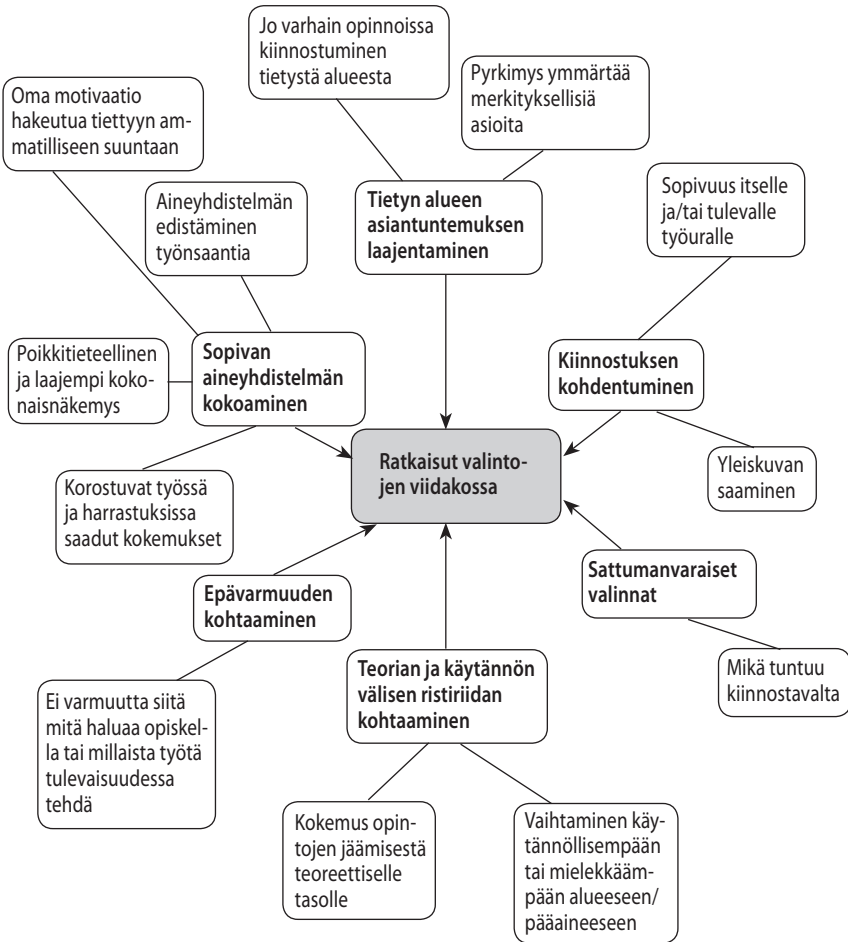 Jo varhain opinnoissa
kiinnostuminen
tietystä alueesta
Pyrkimys ymmärtää
merkityksellisiä
asioita
Oma motivaatio
hakeutua tiettyyn am-
matilliseen suuntaan
Aineyhdistelmän
edistäminen
työnsaantia
Tietyn alueen
asiantuntemuksen
laajentaminen
Sopivuus itselle
ja/tai tulevalle
työuralle
Poikkitieteellinen
ja laajempi koko-
naisnäkemys
Sopivan
aineyhdistelmän
kokoaminen
Kiinnostuksen
kohdentuminen
Ratkaisut valinto-
jen viidakossa
Yleiskuvan
saaminen
Korostuvat työssä
ja harrastuksissa
saadut kokemukset
Epävarmuuden
kohtaaminen
Sattumanvaraiset
valinnat
Teorian ja käytännön
välisen ristiriidan
kohtaaminen
Mikä tuntuu
kiinnostavalta
Ei varmuutta siitä
mitä haluaa opiskel-
la tai millaista työtä
tulevaisuudessa
tehdä
Kokemus opin-
tojen jäämisestä
teoreettiselle
tasolle
Vaihtaminen käy-
tännöllisempään
tai mielekkääm-
pään alueeseen/
pääaineeseen